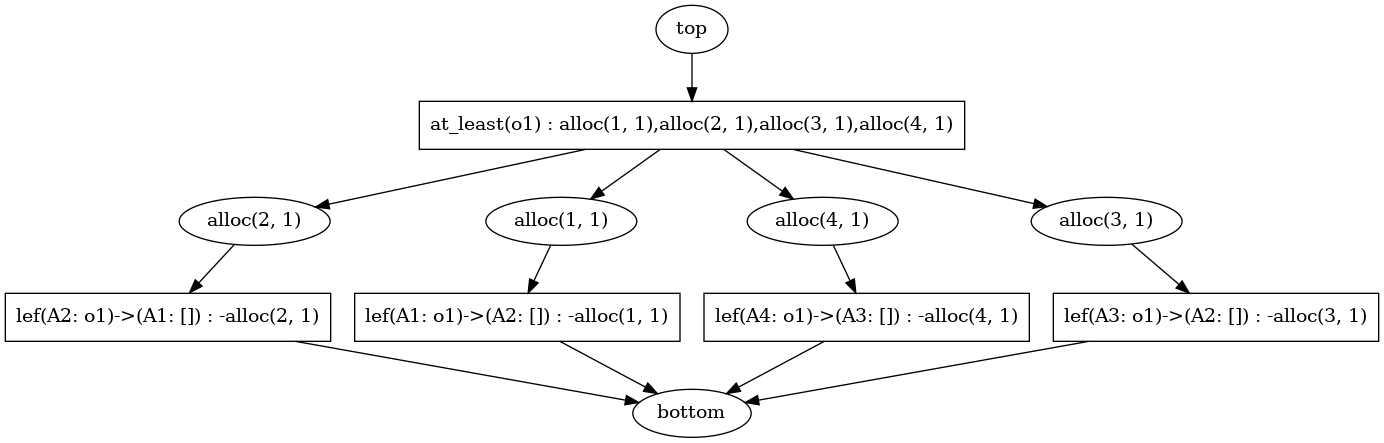 top
at_least(o1) : alloc(1, 1),alloc(2, 1),alloc(3, 1),alloc(4, 1)
alloc(2, 1)
alloc(1, 1)
alloc(4, 1)
alloc(3, 1)
lef(A2: o1)->(A1: []) : -alloc(2, 1)
lef(A1: o1)->(A2: []) : -alloc(1, 1)
lef(A4: o1)->(A3: []) : -alloc(4, 1)
lef(A3: o1)->(A2: []) : -alloc(3, 1)
bottom